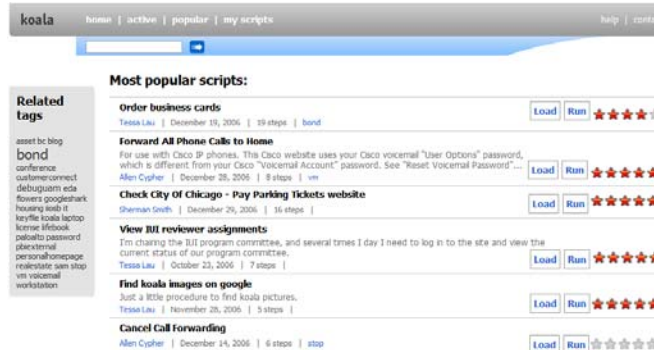 koala home | active | popular | my scripts help |
Most popular scripts:
Related
tags
asset bc blog
bond
conference
customerconnect
debuguam eda
flowers googleshark
housing iosb it
keyfile koala laptop
license lifebook
paloalto password
pbexternal
personalhomepage
realestate sam stop
vm voicemail
workstation
Order business cards
Tessa Lau | December 19, 2006 | 19 steps | bond
Load Run
Forward All Phone Calls to Home
For use with Cisco IP phones. This Cisco website uses your Cisco voicemail "User Options" password,
which is different from your Cisco "Voicemail Account" password. See "Reset Voicemail Password"...
Allen Cypher | December 28, 2006 | 8 steps | vm
Load Run
Check City Of Chicago - Pay Parking Tickets website
Sherman Smith | December 29, 2006 | 16 steps |
Load Run
View IUI reviewer assignments
I'm chairing the IUI program committee, and several times I day I need to log in to the site and view the
current status of our program committee.
Tessa Lau | October 23, 2006 | 7 steps |
Load Run
Find koala images on google
Just a little procedure to find koala pictures.
Tessa Lau | November 28, 2006 | 5 steps |
Load Run
Cancel Call Forwarding
Allen Cypher | December 14, 2006 | 6 steps | stop
Load Run